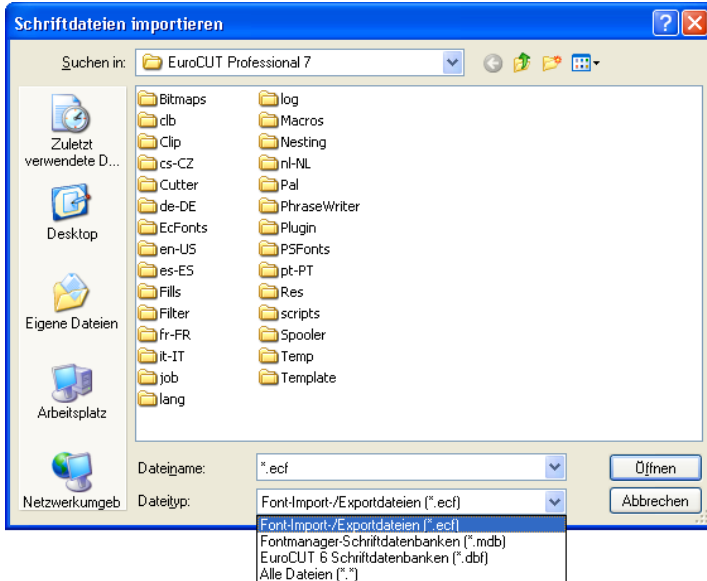 Schriftdateien importieren
Suchen in: EuroCUT Professional 7
Zuletzt
verwendete D...
Desktop
Eigene Dateien
Arbeitsplatz
Netzwerkumgeb
Bitmaps
clb
Clip
cs-CZ
Cutter
de-DE
EcFonts
en-US
es-ES
Fills
Filter
fr-FR
it-IT
job
lang
log
Macros
Nesting
nl-NL
Pal
PhraseWriter
Plugin
PSFonts
pt-PT
Res
scripts
Spooler
Temp
Template
Dateiname: *.ecf Öffnen
Dateityp: Font-Import-/Exportdateien (*.ecf) Abbrechen
Font-Import-/Exportdateien (*.ecf)
Fontmanager-Schriftdatenbanken (*.mdb)
EuroCUT 6 Schriftdatenbanken (*.dbf)
Alle Dateien (*.*)